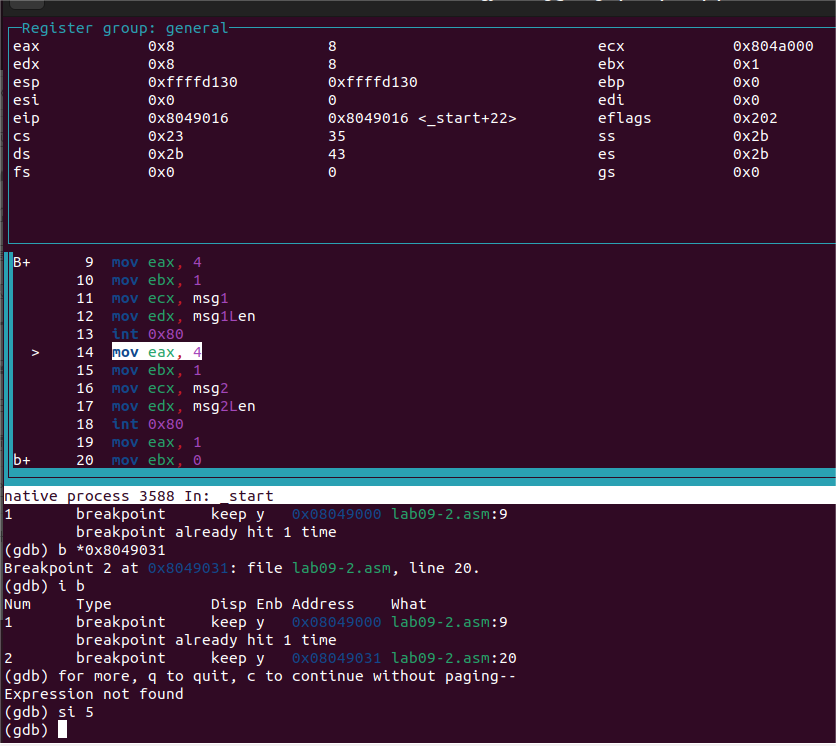 Register group: general
eax 0x8 8 ecx 0x804a000
edx 0x8 8 ebx 0x1
esp 0xffffd130 0xffffd130 ebp 0x0
esi 0x0 0 edi 0x0
eip 0x8049016 0x8049016 <_start+22> eflags 0x202
cs 0x23 35 ss 0x2b
ds 0x2b 43 es 0x2b
fs 0x0 0 gs 0x0
B+ 9 mov eax, 4
10 mov ebx, 1
11 mov ecx, msg1
12 mov edx, msg1Len
13 int 0x80
> 14 mov eax, 4
15 mov ebx, 1
16 mov ecx, msg2
17 mov edx, msg2Len
18 int 0x80
19 mov eax, 1
b+ 20 mov ebx, 0
native process 3588 In: _start
1 breakpoint keep y 0x08049000 lab09-2.asm:9
breakpoint already hit 1 time
(gdb) b *0x8049031
Breakpoint 2 at 0x8049031: file lab09-2.asm, line 20.
(gdb) i b
Num Type Disp Enb Address What
1 breakpoint keep y 0x08049000 lab09-2.asm:9
breakpoint already hit 1 time
2 breakpoint keep y 0x08049031 lab09-2.asm:20
(gdb) for more, q to quit, c to continue without paging--
Expression not found
(gdb) si 5
(gdb)